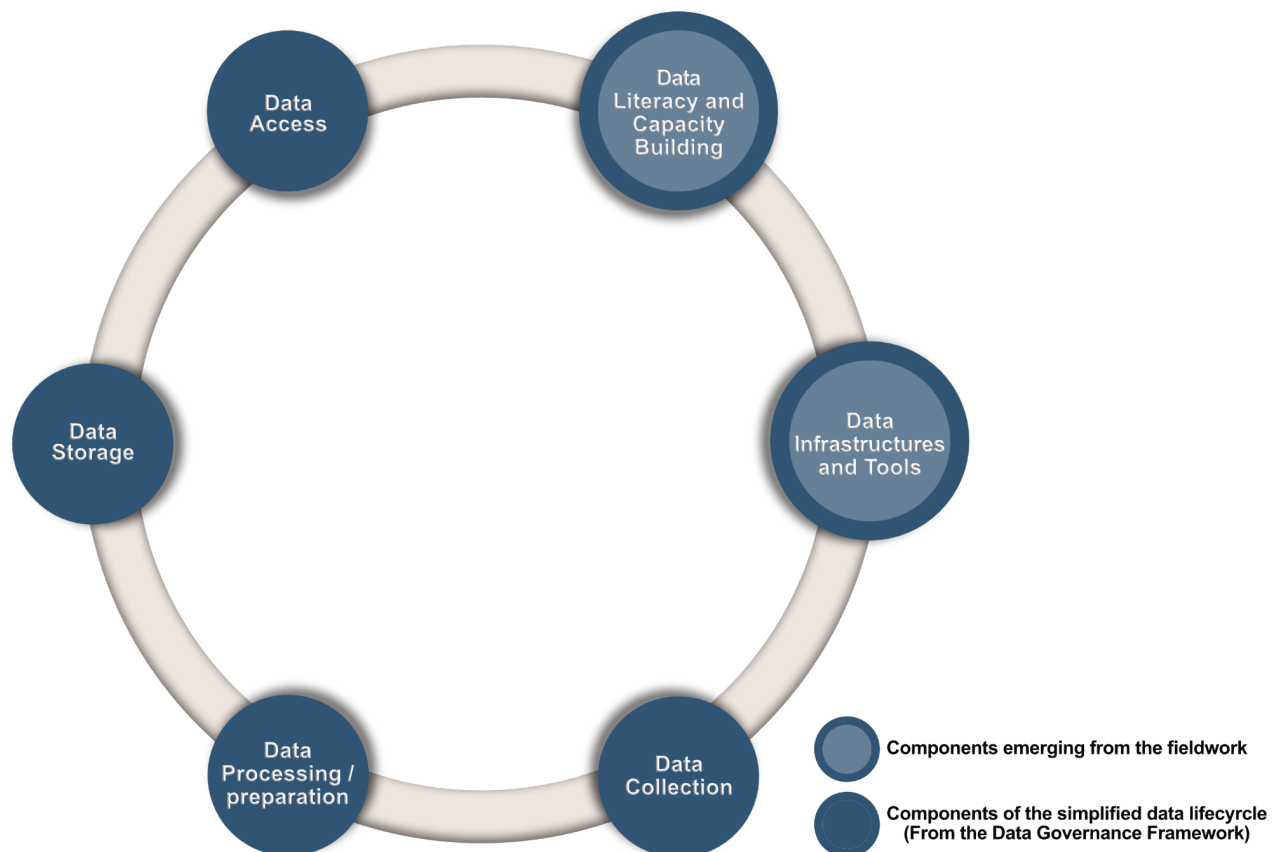 Data
Access
Data
Literacy and
Capacity
Building
Data
Infrastructures
and Tools
Data
Storage
Data
Processing /
preparation
Data
Collection
Components emerging from the fieldwork
Components of the simplified data lifecyrcle
(From the Data Governance Framework)